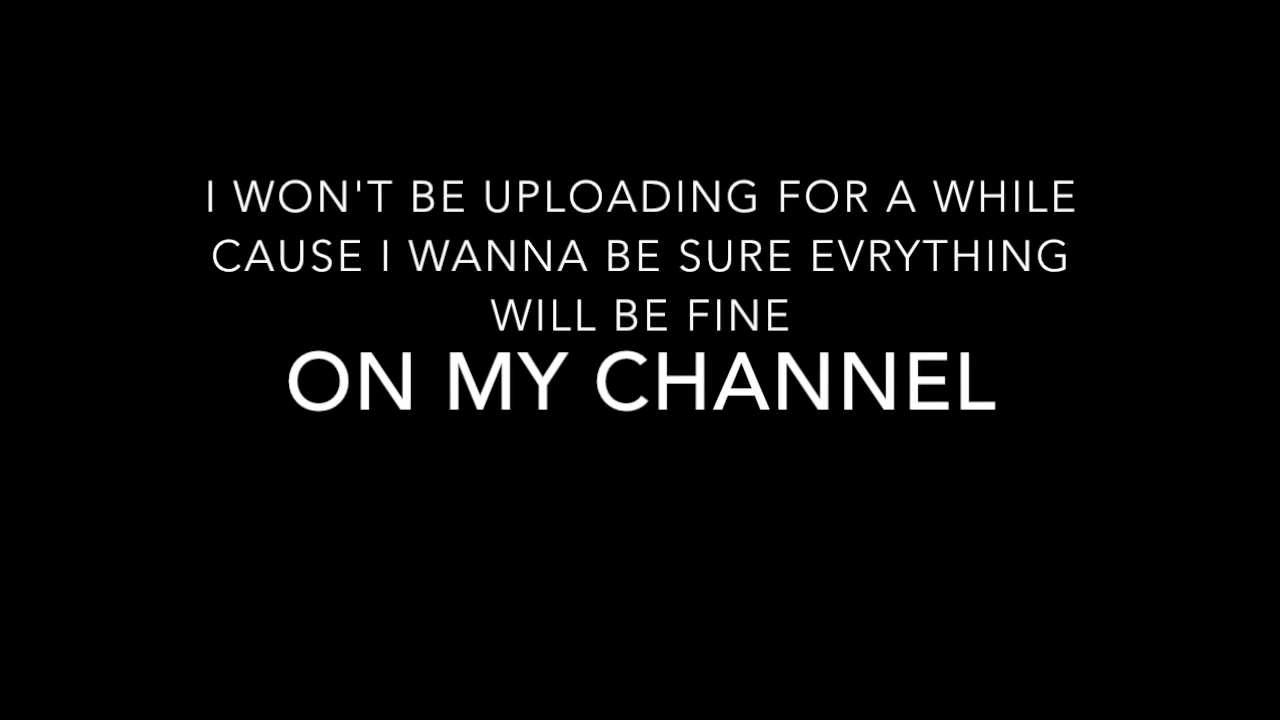 I WON'T BE UPLOADING FOR A WHILE
CAUSE I WANNA BE SURE EVRYTHING
WILL BE FINE
ON MY CHANNEL